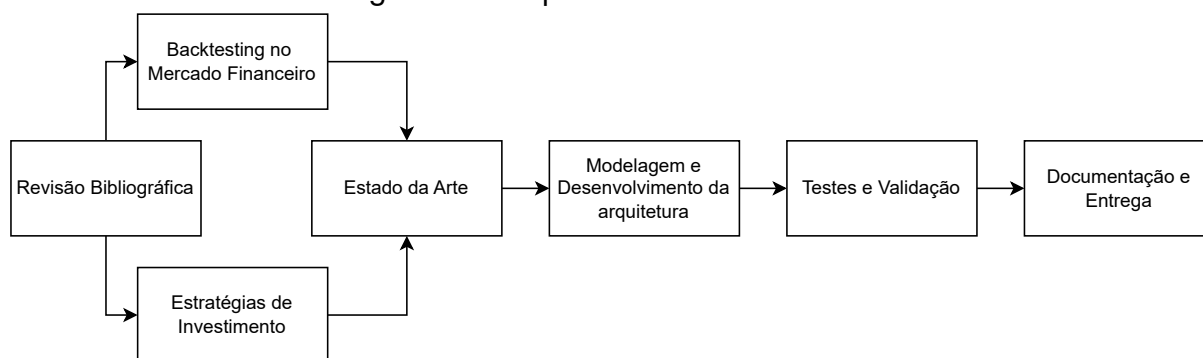 Backtesting no
Mercado Financeiro
Revisão Bibliográfica
Estado da Arte
Modelagem e
Desenvolvimento da
arquitetura
Testes e Validação
Documentação e
Entrega
Estratégias de
Investimento